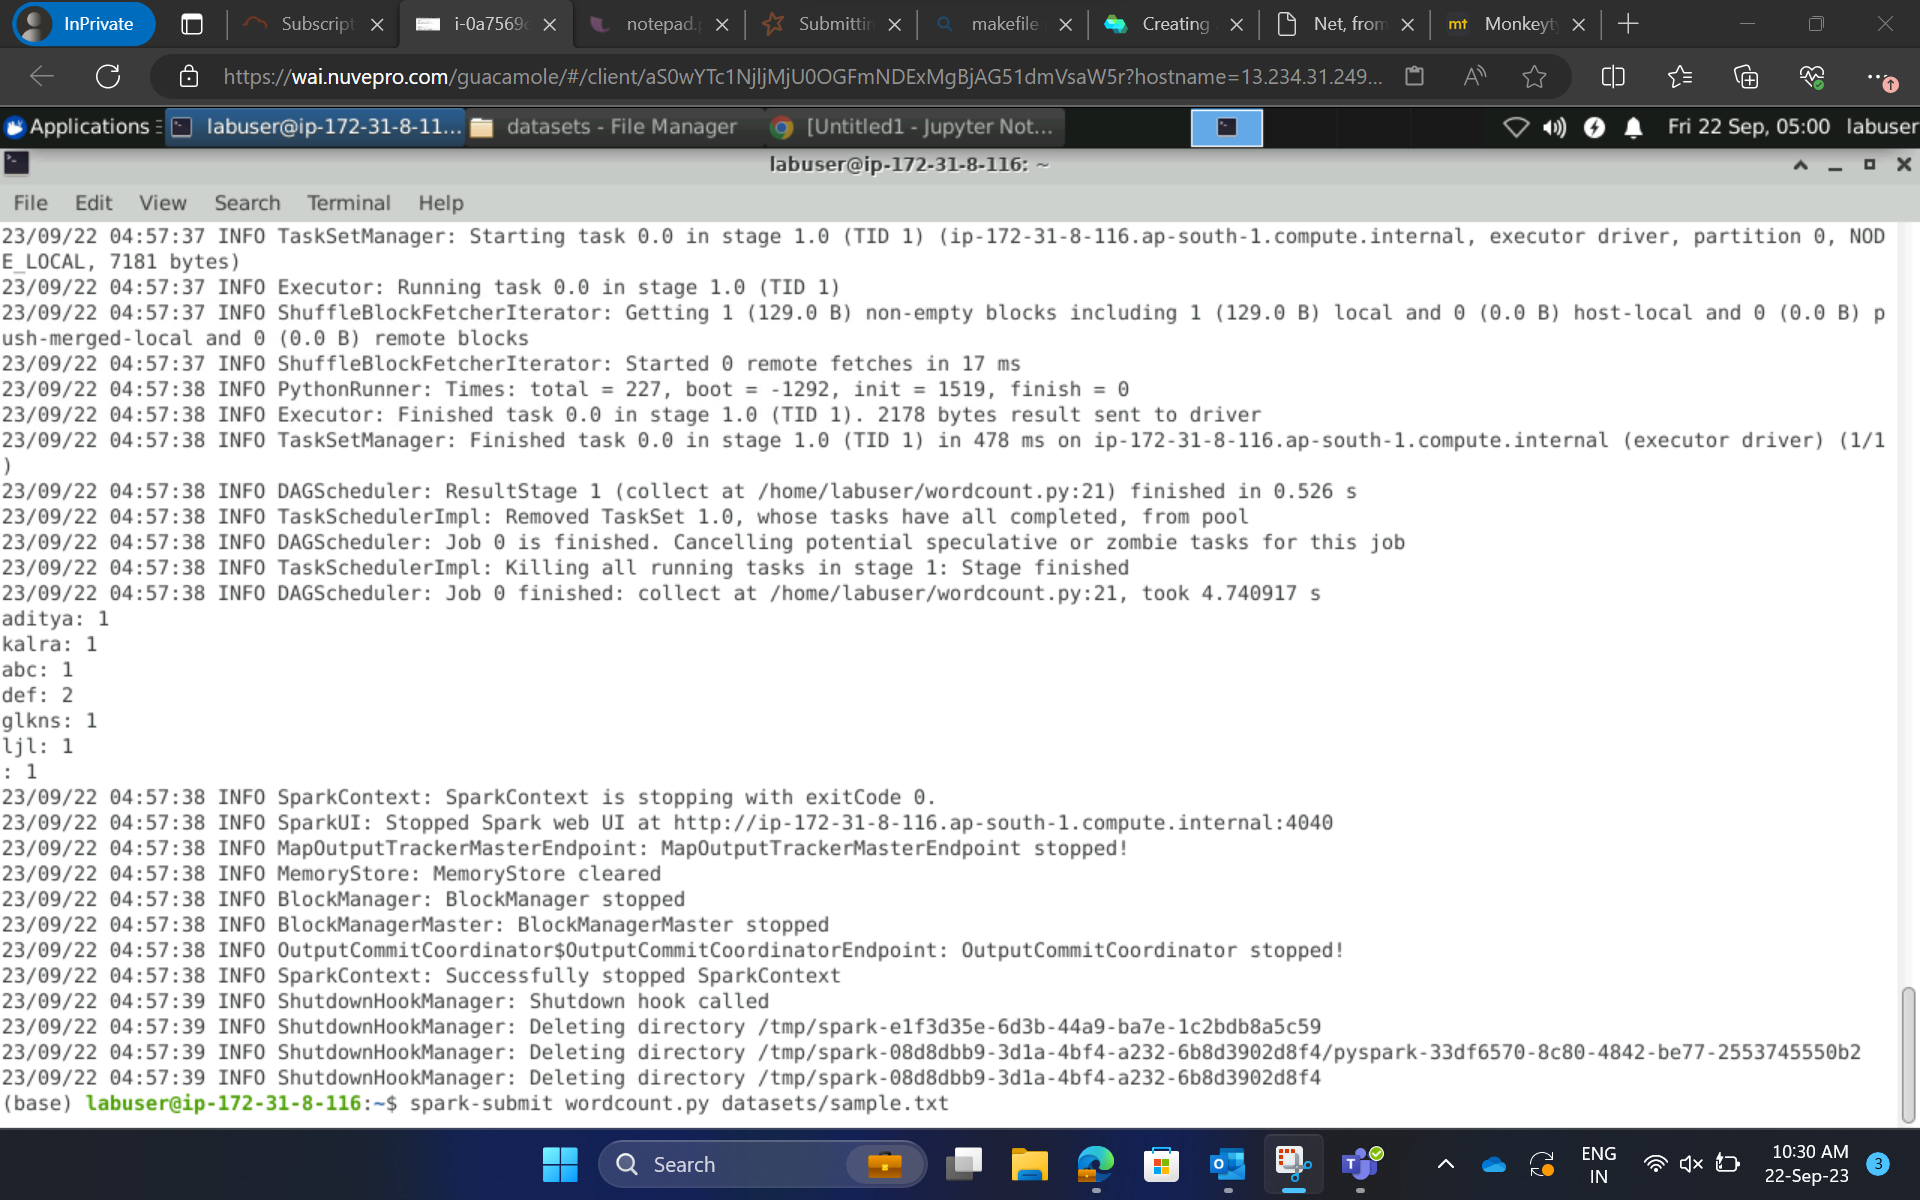 InPrivate
Subscript
i-0a7569c
notepad.
Submittin
makefile
Creating
Net, from
mt Monkeyty
https://wai.nuvepro.com/guacamole/#/client/aS0wYTc1NjljMjU0OGFmNDExMgBjAG51dmVsaW5r?hostname=13.234.31.249...
Applications
labuser@ip-172-31-8-11...
datasets - File Manager
[Untitled1 - Jupyter Not...
Fri 22 Sep, 05:00 labuser
labuser@ip-172-31-8-116: ~
File Edit View Search Terminal Help
23/09/22 04:57:37 INFO TaskSetManager: Starting task 0.0 in stage 1.0 (TID 1) (ip-172-31-8-116.ap-south-1.compute.internal, executor driver, partition 0, NOD
E_LOCAL, 7181 bytes)
23/09/22 04:57:37 INFO Executor: Running task 0.0 in stage 1.0 (TID 1)
23/09/22 04:57:37 INFO ShuffleBlockFetcherIterator: Getting 1 (129.0 B) non-empty blocks including 1 (129.0 B) local and 0 (0.0 B) host-local and 0 (0.0 B) p
ush-merged-local and 0 (0.0 B) remote blocks
23/09/22 04:57:37 INFO ShuffleBlockFetcherIterator: Started 0 remote fetches in 17 ms
23/09/22 04:57:38 INFO PythonRunner: Times: total = 227, boot = -1292, init = 1519, finish = 0
23/09/22 04:57:38 INFO Executor: Finished task 0.0 in stage 1.0 (TID 1). 2178 bytes result sent to driver
23/09/22 04:57:38 INFO TaskSetManager: Finished task 0.0 in stage 1.0 (TID 1) in 478 ms on ip-172-31-8-116.ap-south-1.compute.internal (executor driver) (1/1
)
23/09/22 04:57:38 INFO DAGScheduler: ResultStage 1 (collect at /home/labuser/wordcount.py:21) finished in 0.526 s
23/09/22 04:57:38 INFO TaskSchedulerImpl: Removed TaskSet 1.0, whose tasks have all completed, from pool
23/09/22 04:57:38 INFO DAGScheduler: Job 0 is finished. Cancelling potential speculative or zombie tasks for this job
23/09/22 04:57:38 INFO TaskSchedulerImpl: Killing all running tasks in stage 1: Stage finished
23/09/22 04:57:38 INFO DAGScheduler: Job 0 finished: collect at /home/labuser/wordcount.py:21, took 4.740917 s
aditya: 1
kalra: 1
abc: 1
def: 2
glkns: 1
ljl: 1
: 1
23/09/22 04:57:38 INFO SparkContext: SparkContext is stopping with exitCode 0.
23/09/22 04:57:38 INFO SparkUI: Stopped Spark web UI at http://ip-172-31-8-116.ap-south-1.compute.internal:4040
23/09/22 04:57:38 INFO MapOutputTrackerMasterEndpoint: MapOutputTrackerMasterEndpoint stopped!
23/09/22 04:57:38 INFO MemoryStore: MemoryStore cleared
23/09/22 04:57:38 INFO BlockManager: BlockManager stopped
23/09/22 04:57:38 INFO BlockManagerMaster: BlockManagerMaster stopped
23/09/22 04:57:38 INFO OutputCommitCoordinator$OutputCommitCoordinatorEndpoint: OutputCommitCoordinator stopped!
23/09/22 04:57:38 INFO SparkContext: Successfully stopped SparkContext
23/09/22 04:57:39 INFO ShutdownHookManager: Shutdown hook called
23/09/22 04:57:39 INFO ShutdownHookManager: Deleting directory /tmp/spark-e1f3d35e-6d3b-44a9-ba7e-1c2bdb8a5c59
23/09/22 04:57:39 INFO ShutdownHookManager: Deleting directory /tmp/spark-08d8dbb9-3d1a-4bf4-a232-6b8d3902d8f4/pyspark-33df6570-8c80-4842-be77-2553745550b2
23/09/22 04:57:39 INFO ShutdownHookManager: Deleting directory /tmp/spark-08d8dbb9-3d1a-4bf4-a232-6b8d3902d8f4
(base) labuser@ip-172-31-8-116:~$ spark-submit wordcount.py datasets/sample.txt
Search
ENG
IN
10:30 AM
22-Sep-23
3